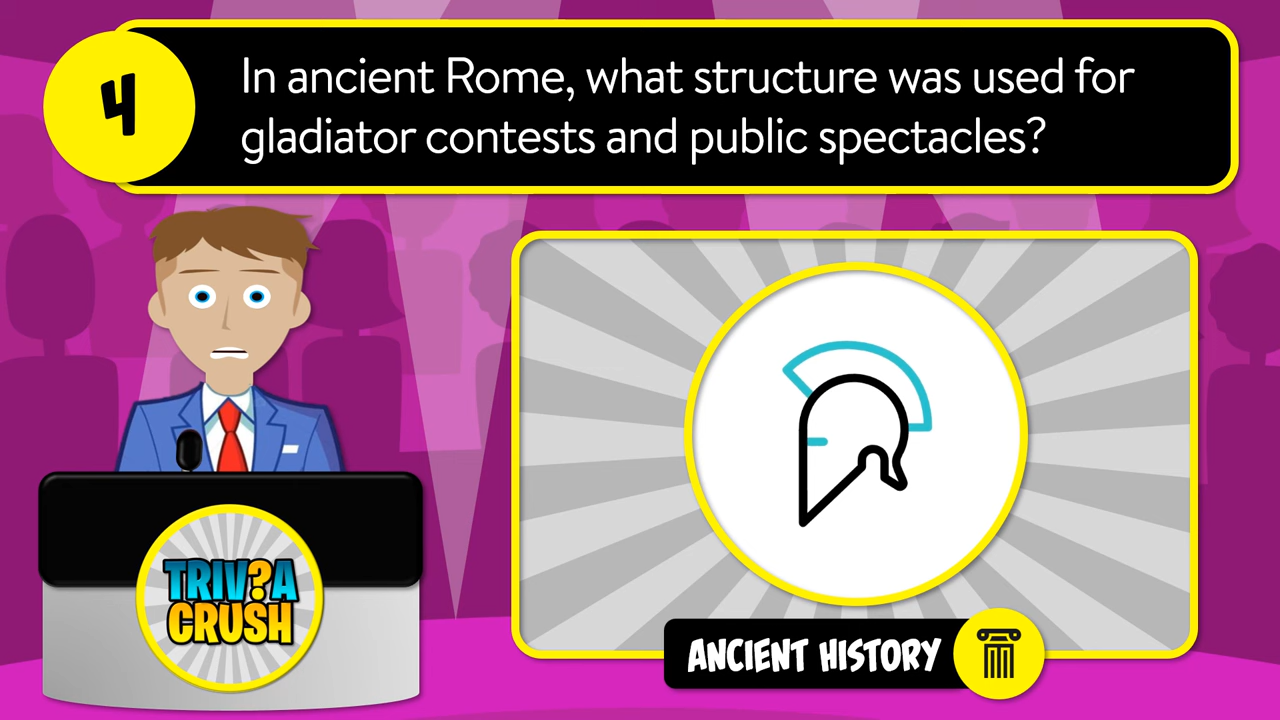 4
In ancient Rome, what structure was used for
gladiator contests and public spectacles?
TRIV?A
CRUSH
ANCIENT HISTORY